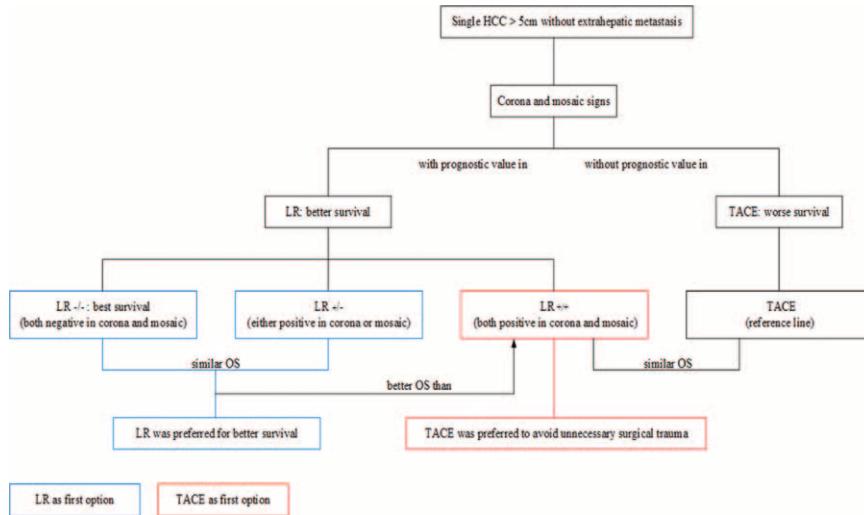 Single HCC > 5cm without extrahepatic metastasis
Corona and mosaic signs
with prognostic value in
without prognostic value in
LR: better survival
TACE: worse survival
LR -/- : best survival
(both negative in corona and mosaic)
LR +/-
(either positive in corona or mosaic)
LR +/+
(both positive in corona and mosaic)
TACE
(reference line)
similar OS
similar OS
better OS than
LR was preferred for better survival
TACE was preferred to avoid unnecessary surgical trauma
LR as first option
TACE as first option